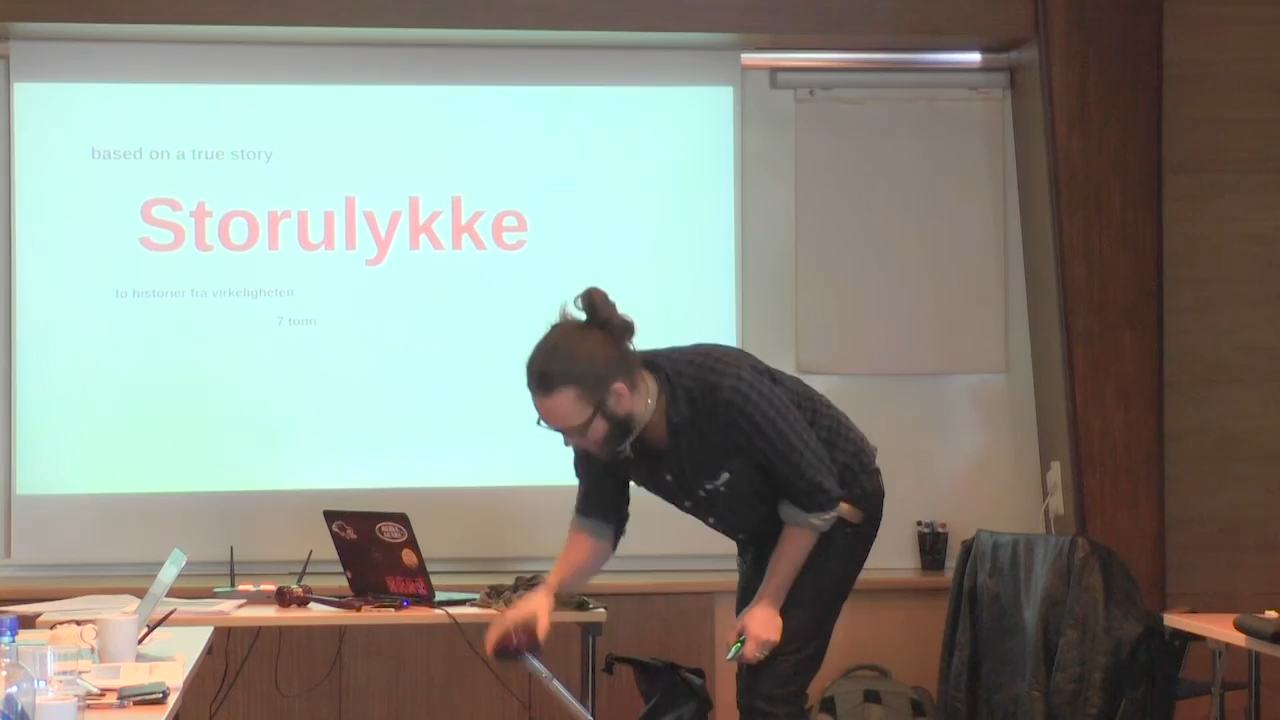 based on a true story
Storulykke
to historier fra virkeligheten
7 tonn